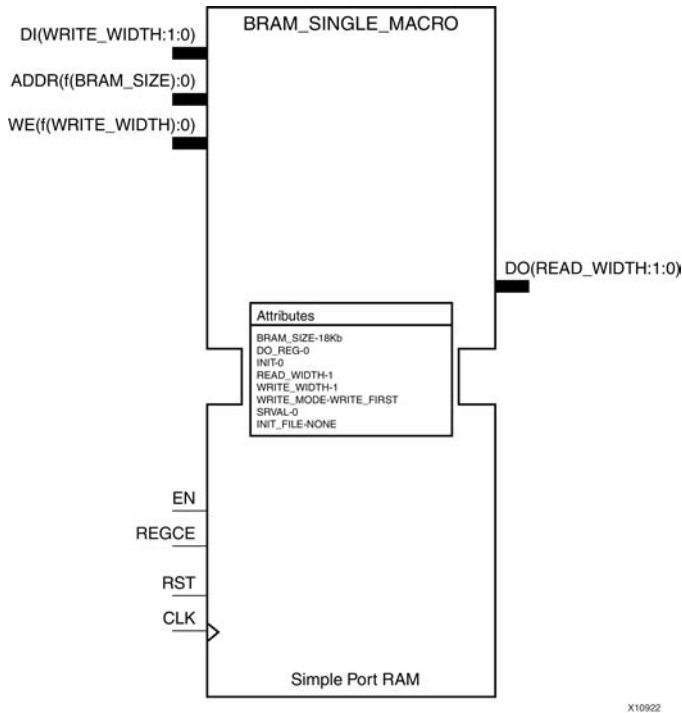 BRAM_SINGLE_MACRO
DI(WRITE_WIDTH:1:0)
ADDR(f(BRAM_SIZE):0)
WE(f(WRITE_WIDTH):0)
DO(READ_WIDTH:1:0)
Attributes
BRAM_SIZE-18Kb
DO_REG-0
INIT-0
READ_WIDTH-1
WRITE_WIDTH-1
WRITE_MODE-WRITE_FIRST
SRVAL-0
INIT_FILE-NONE
EN
REGCE
RST
CLK
Simple Port RAM
X10922